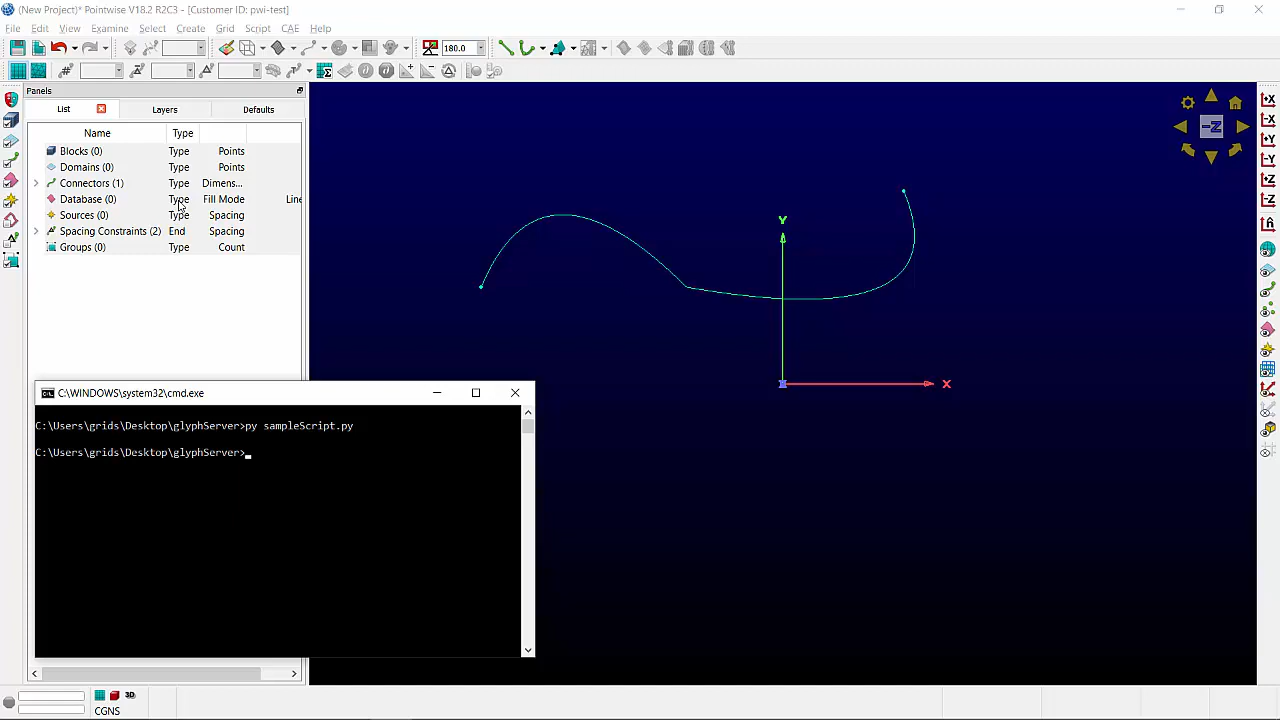 (New Project)* Pointwise V18.2 R2C3 - [Customer ID: pwi-test]
File Edit View Examine Select Create Grid Script CAE Help
180.0
Panels
List Layers Defaults
Name Type
Blocks (0) Type Points
Domains (0) Type Points
Connectors (1) Type Dimens...
Database (0) Type Fill Mode Line
Sources (0) Type Spacing
Spacing Constraints (2) End Spacing
Groups (0) Type Count
C:\WINDOWS\system32\cmd.exe
C:\Users\grids\Desktop\glyphServer>py sampleScript.py
C:\Users\grids\Desktop\glyphServer>
Y
X
-Z
+X
-X
+Y
-Y
+Z
-Z
3D
CGNS